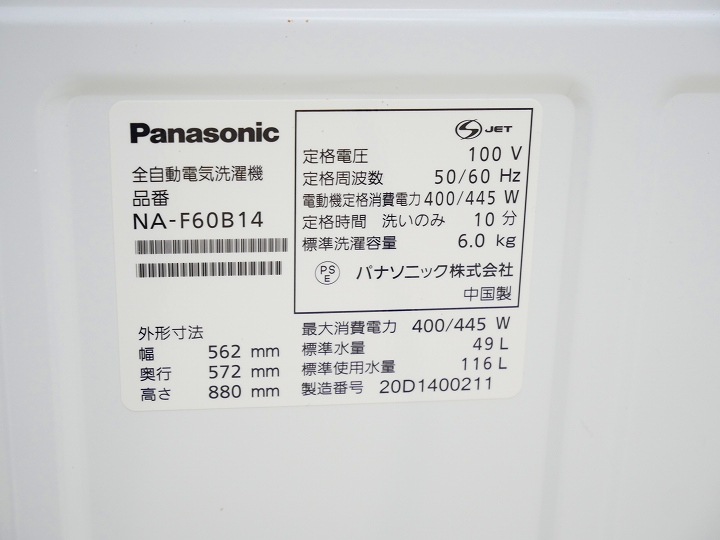 Panasonic
全自動電気洗濯機
品番
NA-F60B14
外形寸法
幅 562 mm
奥行 572 mm
高さ 880 mm
JET
定格電圧 100 V
定格周波数 50/60 Hz
電動機定格消費電力 400/445 W
定格時間 洗いのみ 10 分
標準洗濯容量 6.0 kg
PS
E
パナソニック株式会社
中国製
最大消費電力 400/445 W
標準水量 49 L
標準使用水量 116 L
製造番号 20D1400211